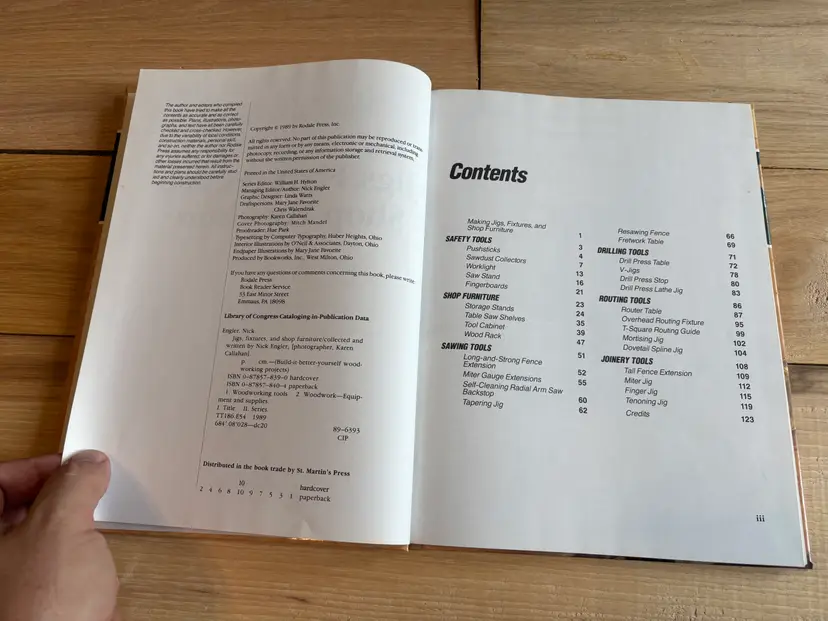 The author and editors who compiled
this book have tried to make all the
contents as accurate and as correct
as possible. Plans, illustrations, photo-
graphs, and text have all been carefully
checked and cross-checked. However,
due to the variability of local conditions,
construction materials, personal skill,
and so on, neither the author nor Rodale
Press assumes any responsibility for
any injuries suffered, or for damages or
other losses incurred that result from the
material presented herein. All instruc-
tions and plans should be carefully stud-
ied and clearly understood before
beginning construction.
Copyright © 1989 by Rodale Press, Inc.
All rights reserved. No part of this publication may be reproduced or trans-
mitted in any form or by any means, electronic or mechanical, including
photocopy, recording, or any information storage and retrieval system,
without the written permission of the publisher.
Printed in the United States of America
Series Editor: William H. Hylton
Managing Editor/Author: Nick Engler
Graphic Designer: Linda Watts
Draftspersons: Mary Jane Favorite
Chris Walendzak
Photography: Karen Callahan
Cover Photography: Mitch Mandel
Proofreader: Hue Park
Typesetting by Computer Typography, Huber Heights, Ohio
Interior Illustrations by O'Neil & Associates, Dayton, Ohio
Endpaper Illustrations by Mary Jane Favorite
Produced by Bookworks, Inc., West Milton, Ohio
If you have any questions or comments concerning this book, please write:
Rodale Press
Book Reader Service
33 East Minor Street
Emmaus, PA 18098
Library of Congress Cataloging-in-Publication Data
Engler, Nick.
Jigs, fixtures, and shop furniture/collected and
written by Nick Engler, [photographer, Karen
Callahan].
p. cm.—(Build-it-better-yourself wood-
working projects)
ISBN 0-87857-839-0 hardcover
ISBN 0-87857-840-4 paperback
1. Woodworking tools 2. Woodwork—Equip-
ment and supplies
I. Title II. Series
TT186.E54 1989
684'.08'028—dc20 89-6393
CIP
Distributed in the book trade by St. Martin's Press
10 hardcover
2 4 6 8 10 9 7 5 3 1 paperback
Contents
Making Jigs, Fixtures, and
Shop Furniture 1
SAFETY TOOLS 3
Pushsticks 4
Sawdust Collectors 7
Worklight 13
Saw Stand 16
Fingerboards 21
SHOP FURNITURE 23
Storage Stands 24
Table Saw Shelves 35
Tool Cabinet 39
Wood Rack 47
SAWING TOOLS 51
Long-and-Strong Fence
Extension 52
Miter Gauge Extensions 55
Self-Cleaning Radial Arm Saw
Backstop 60
Tapering Jig 62
Resawing Fence 66
Fretwork Table 69
DRILLING TOOLS 71
Drill Press Table 72
V-Jigs 78
Drill Press Stop 80
Drill Press Lathe Jig 83
ROUTING TOOLS 86
Router Table 87
Overhead Routing Fixture 95
T-Square Routing Guide 99
Mortising Jig 102
Dovetail Spline Jig 104
JOINERY TOOLS 108
Tall Fence Extension 109
Miter Jig 112
Finger Jig 115
Tenoning Jig 119
Credits 123
iii